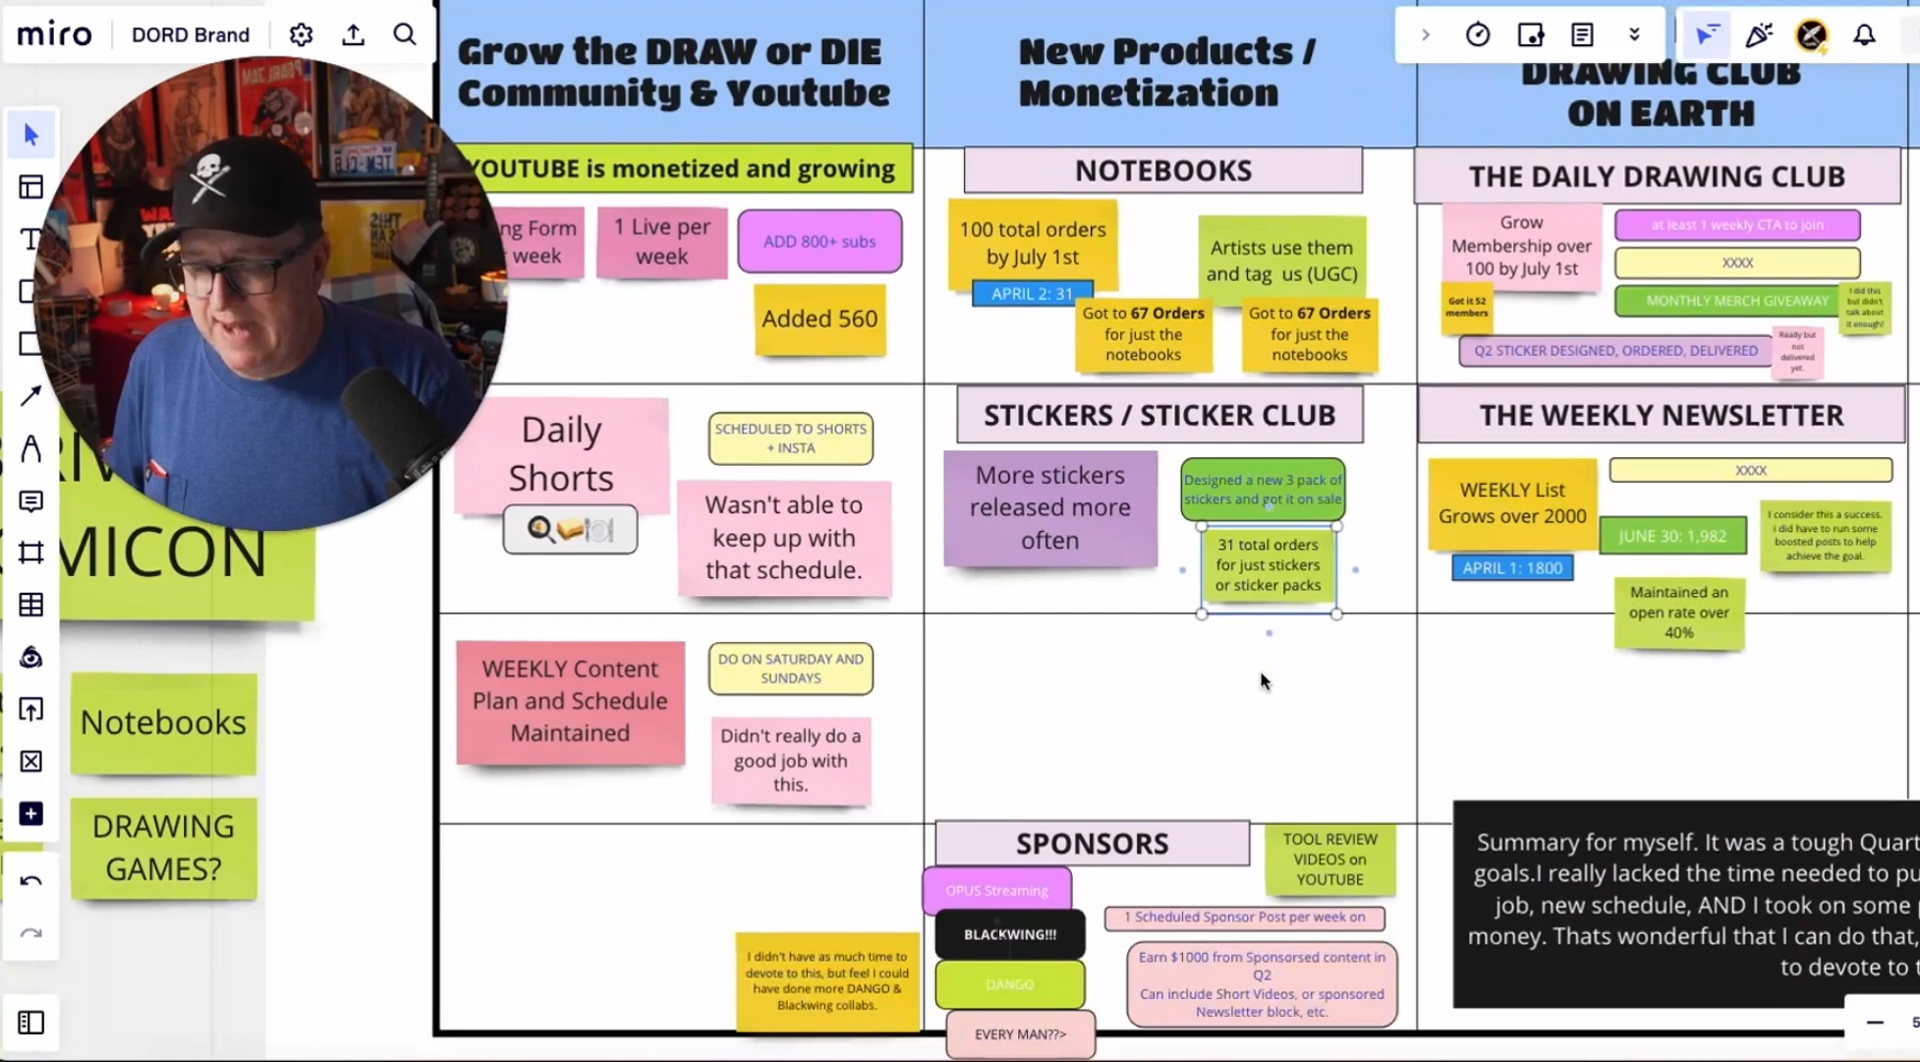 miro
DORD Brand
Grow the DRAW or DIE
Community & Youtube
New Products /
Monetization
DRAWING CLUB
ON EARTH
YOUTUBE is monetized and growing
ng Form
week
1 Live per
week
ADD 800+ subs
Added 560
NOTEBOOKS
100 total orders
by July 1st
APRIL 2: 31
Artists use them
and tag us (UGC)
Got to 67 Orders
for just the
notebooks
Got to 67 Orders
for just the
notebooks
THE DAILY DRAWING CLUB
Grow
Membership over
100 by July 1st
Got it 52
members
at least 1 weekly CTA to join
XXXX
MONTHLY MERCH GIVEAWAY
I did this
but didn't
talk about
it enough!
Q2 STICKER DESIGNED, ORDERED, DELIVERED
Ready but
not
delivered
yet.
Daily
Shorts
SCHEDULED TO SHORTS
+ INSTA
Wasn't able to
keep up with
that schedule.
STICKERS / STICKER CLUB
More stickers
released more
often
Designed a new 3 pack of
stickers and got it on sale
31 total orders
for just stickers
or sticker packs
THE WEEKLY NEWSLETTER
WEEKLY List
Grows over 2000
APRIL 1: 1800
XXXX
JUNE 30: 1,982
I consider this a success.
i did have to run some
boosted posts to help
achieve the goal.
Maintained an
open rate over
40%
MICON
Notebooks
DRAWING
GAMES?
WEEKLY Content
Plan and Schedule
Maintained
DO ON SATURDAY AND
SUNDAYS
Didn't really do a
good job with
this.
I didn't have as much time to
devote to this, but feel I could
have done more DANGO &
Blackwing collabs.
SPONSORS
TOOL REVIEW
VIDEOS on
YOUTUBE
OPUS Streaming
BLACKWING!!!
DANGO
EVERY MAN??>
1 Scheduled Sponsor Post per week on
Earn $1000 from Sponsorsed content in
Q2
Can include Short Videos, or sponsored
Newsletter block, etc.
Summary for myself. It was a tough Quart
goals.I really lacked the time needed to pu
job, new schedule, AND I took on some
money. Thats wonderful that I can do that,
to devote to t